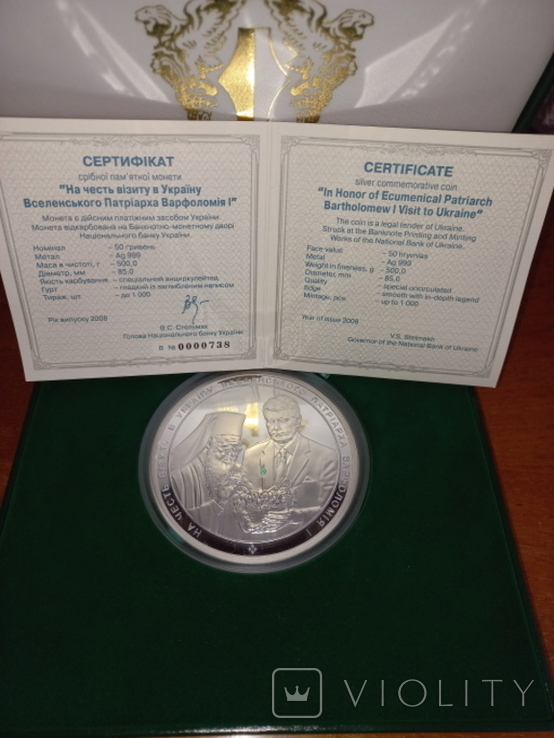 СЕРТИФІКАТ
срібної пам'ятної монети
"На честь візиту в Україну
Вселенського Патріарха Варфоломія І"
Монета є дійсним платіжним засобом України.
Монета відкарбована на Банкнотно-монетному дворі
Національного банку України.
Номінал – 50 гривень
Метал – Ag 999
Маса в чистоті, г – 500,0
Діаметр, мм – 85,0
Якість карбування – спеціальний анциркулейтед
Гурт – гладкий із заглибленим написом
Тираж, шт – до 1 000
Рік випуску 2008
В.С. Стельмах
Голова Національного банку України
№ 0000738
CERTIFICATE
silver commemorative coin
"In Honor of Ecumenical Patriarch
Bartholomew I Visit to Ukraine"
The coin is a legal tender of Ukraine.
Struck at the Banknote Printing and Minting
Works of the National Bank of Ukraine.
Face value – 50 hryvnias
Metal – Ag 999
Weight in fineness, g – 500,0
Diameter, mm – 85,0
Quality – special uncirculated
Edge – smooth with in-depth legend
Mintage, pcs – up to 1 000
Year of issue 2008
V.S. Stelmakh
Governor of the National Bank of Ukraine
НА ЧЕСТЬ ВІЗИТУ В УКРАЇНУ ВСЕЛЕНСЬКОГО ПАТРІАРХА ВАРФОЛОМІЯ І
VIOLITY